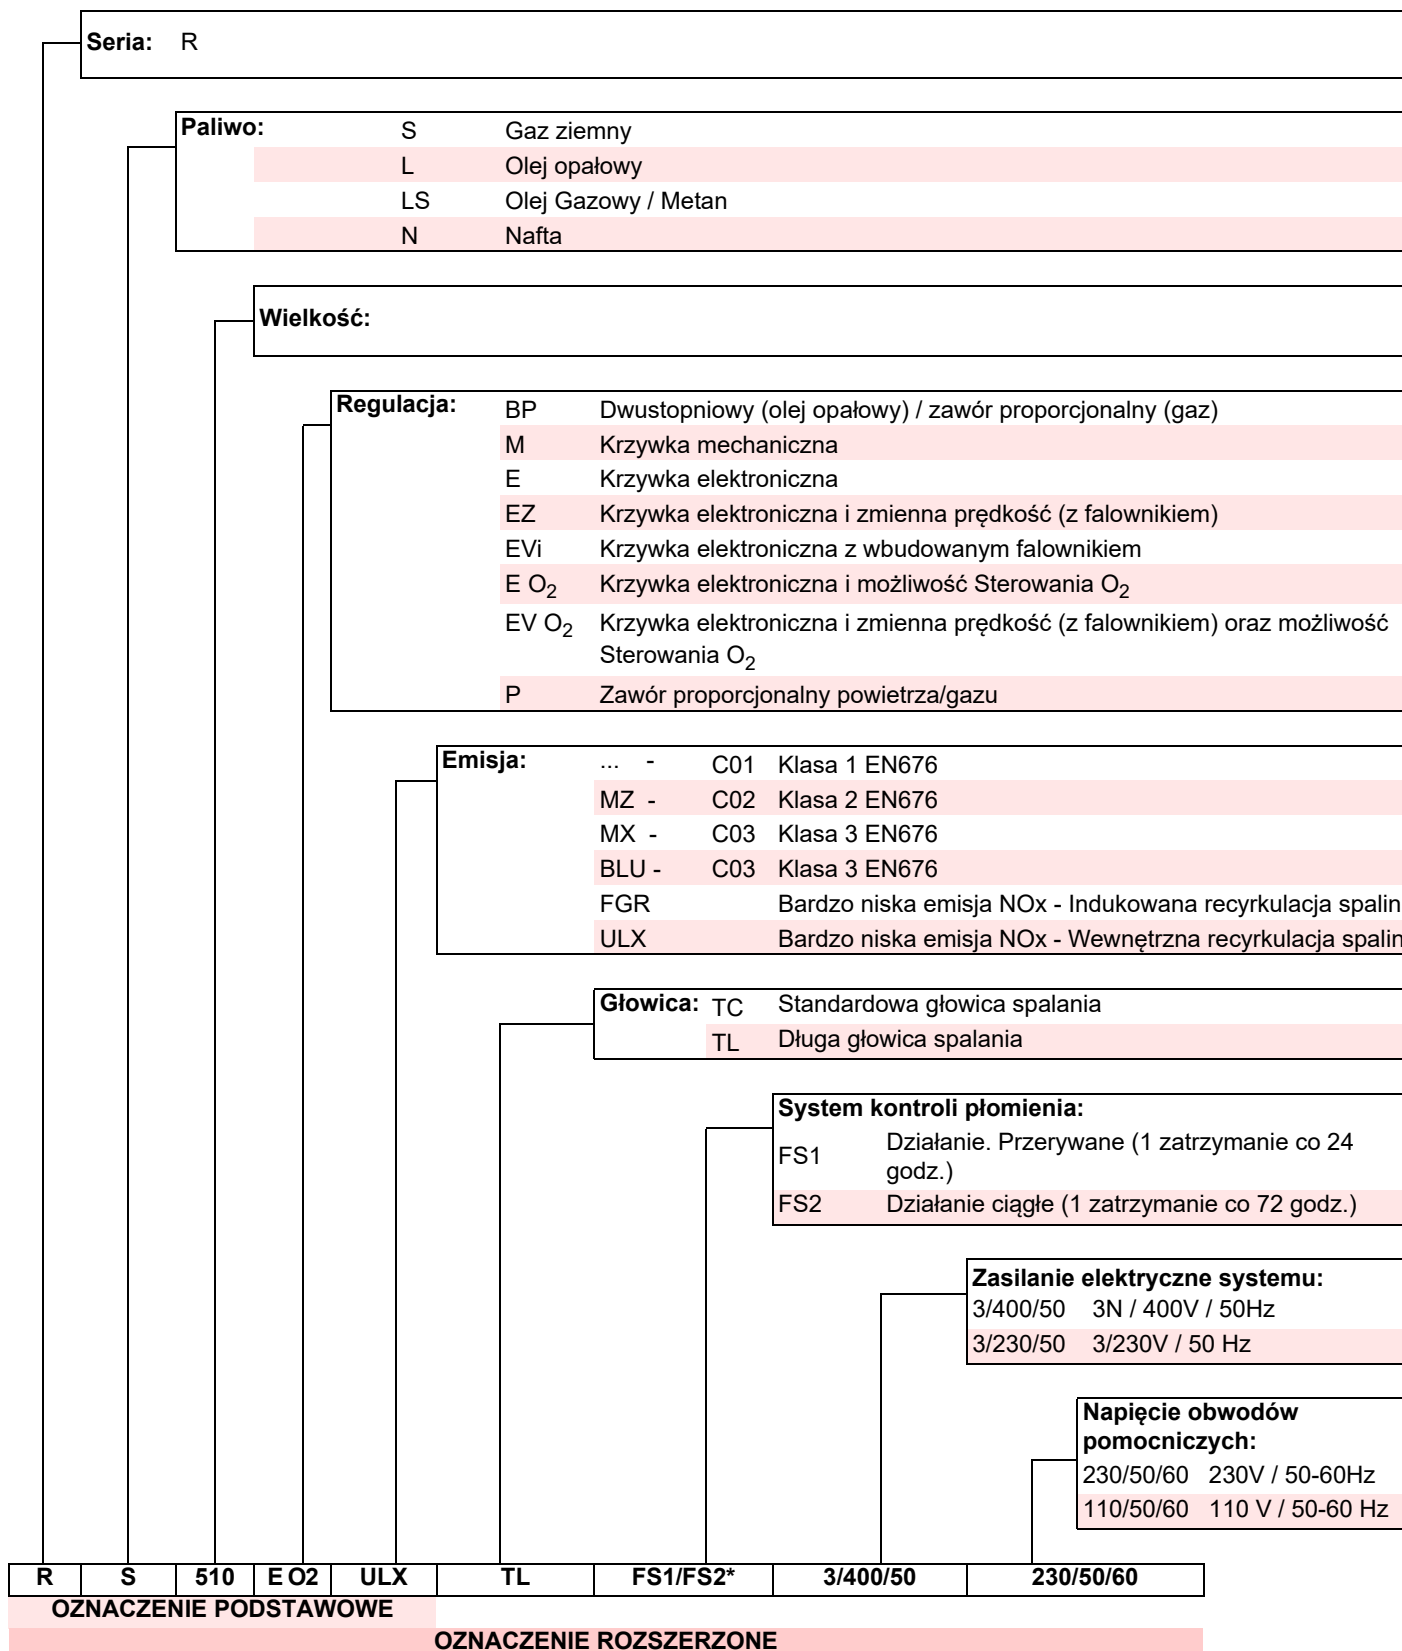 Seria: R
Paliwo: S Gaz ziemny
L Olej opałowy
LS Olej Gazowy / Metan
N Nafta
Wielkość:
Regulacja: BP Dwustopniowy (olej opałowy) / zawór proporcjonalny (gaz)
M Krzywka mechaniczna
E Krzywka elektroniczna
EZ Krzywka elektroniczna i zmienna prędkość (z falownikiem)
EVi Krzywka elektroniczna z wbudowanym falownikiem
E O2 Krzywka elektroniczna i możliwość Sterowania O2
EV O2 Krzywka elektroniczna i zmienna prędkość (z falownikiem) oraz możliwość
Sterowania O2
P Zawór proporcjonalny powietrza/gazu
Emisja: ... - C01 Klasa 1 EN676
MZ - C02 Klasa 2 EN676
MX - C03 Klasa 3 EN676
BLU - C03 Klasa 3 EN676
FGR Bardzo niska emisja NOx - Indukowana recyrkulacja spalin
ULX Bardzo niska emisja NOx - Wewnętrzna recyrkulacja spalin
Głowica: TC Standardowa głowica spalania
TL Długa głowica spalania
System kontroli płomienia:
FS1 Działanie. Przerywane (1 zatrzymanie co 24
godz.)
FS2 Działanie ciągłe (1 zatrzymanie co 72 godz.)
Zasilanie elektryczne systemu:
3/400/50 3N / 400V / 50Hz
3/230/50 3/230V / 50 Hz
Napięcie obwodów
pomocniczych:
230/50/60 230V / 50-60Hz
110/50/60 110 V / 50-60 Hz
R S 510 E O2 ULX TL FS1/FS2* 3/400/50 230/50/60
OZNACZENIE PODSTAWOWE
OZNACZENIE ROZSZERZONE